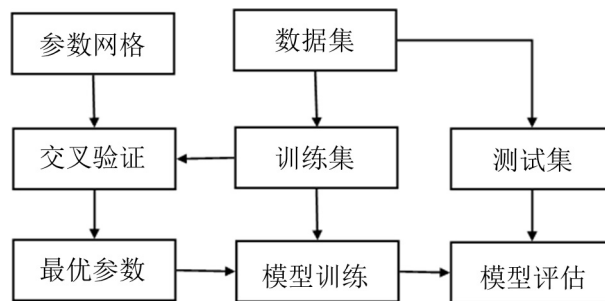 参数网格
数据集
交叉验证
训练集
测试集
最优参数
模型训练
模型评估